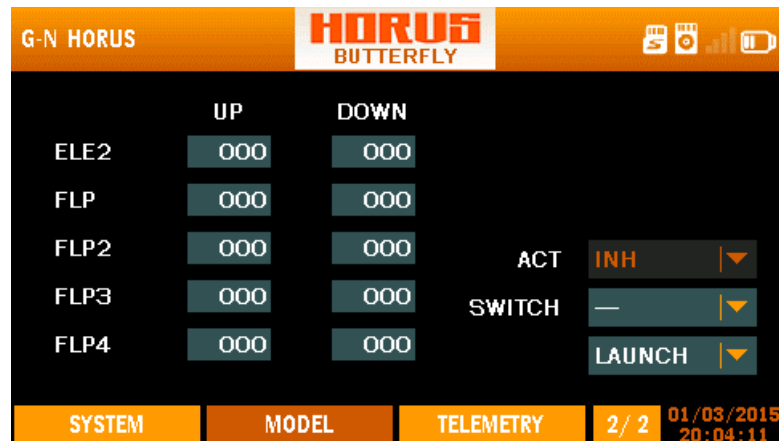 G-N HORUS
HORUS
BUTTERFLY
UP DOWN
ELE2 000 000
FLP 000 000
FLP2 000 000
ACT INH
FLP3 000 000
SWITCH —
FLP4 000 000
LAUNCH
SYSTEM MODEL TELEMETRY 2/ 2 01/03/2015
20:04:11